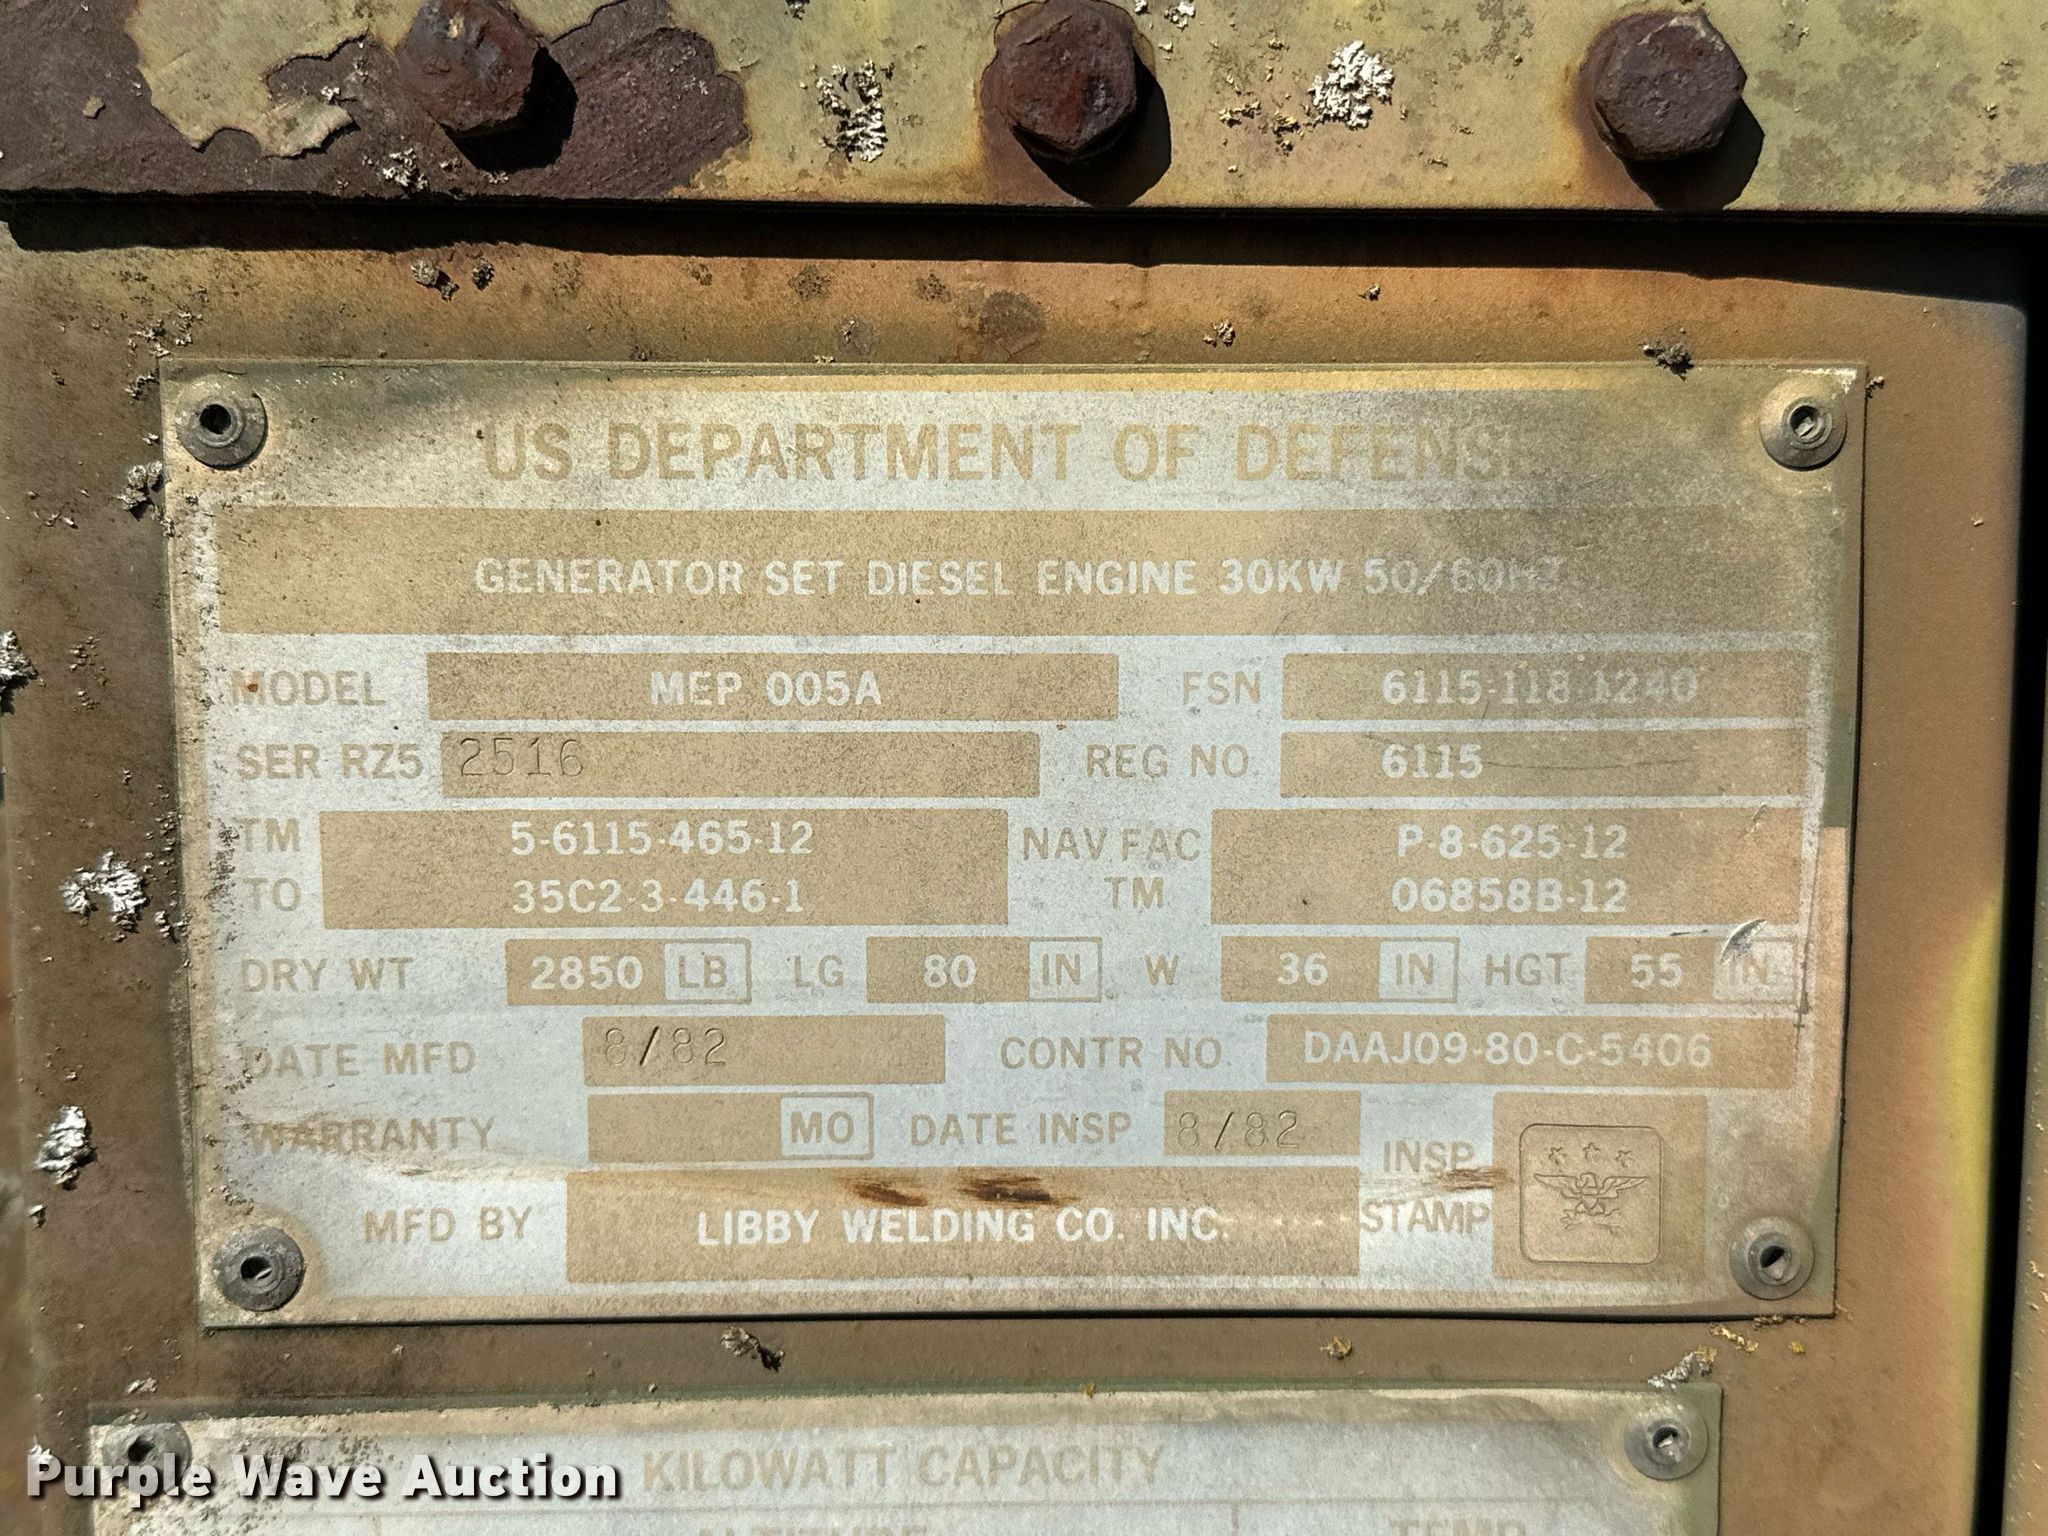 US DEPARTMENT OF DEFENSE
GENERATOR SET DIESEL ENGINE 30KW 50/60HZ
MODEL MEP 005A FSN 6115-118-1240
SER RZ5 2516 REG NO. 6115
TM 5-6115-465-12 NAV FAC P-8-625-12
TO 35C2-3-446-1 TM 06858B-12
DRY WT 2850 LB LG 80 IN W 36 IN HGT 55 IN
DATE MFD 8/82 CONTR NO. DAAJ09-80-C-5406
WARRANTY MO DATE INSP 8/82 INSP STAMP
MFD BY LIBBY WELDING CO. INC.
KILOWATT CAPACITY
ALTITUDE TEMP
Purple Wave Auction